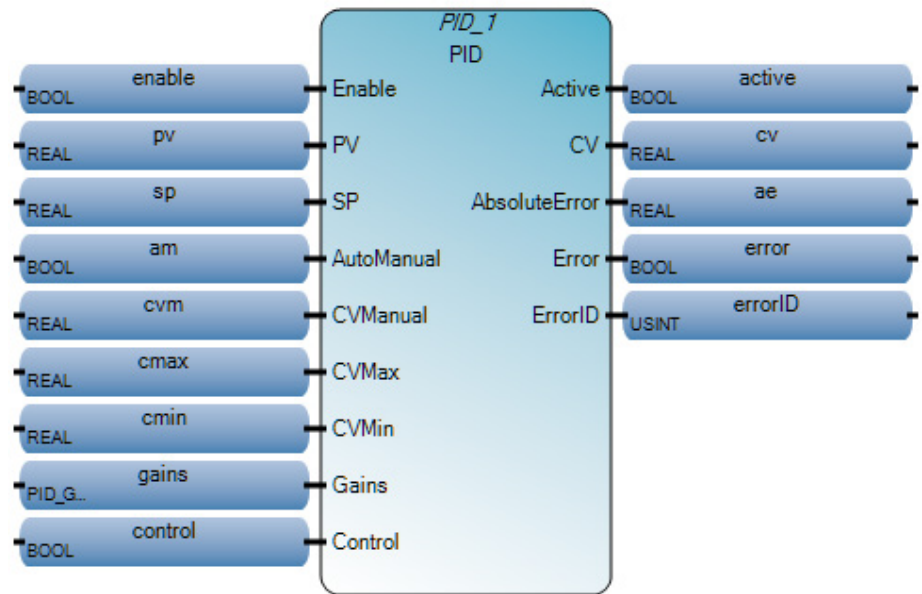 PID_1
PID
enable
BOOL
Enable
Active
active
BOOL
pv
REAL
PV
CV
cv
REAL
sp
REAL
SP
AbsoluteError
ae
REAL
am
BOOL
AutoManual
Error
error
BOOL
cvm
REAL
CVManual
ErrorID
errorID
USINT
cmax
REAL
CVMax
cmin
REAL
CVMin
gains
PID_G...
Gains
control
BOOL
Control